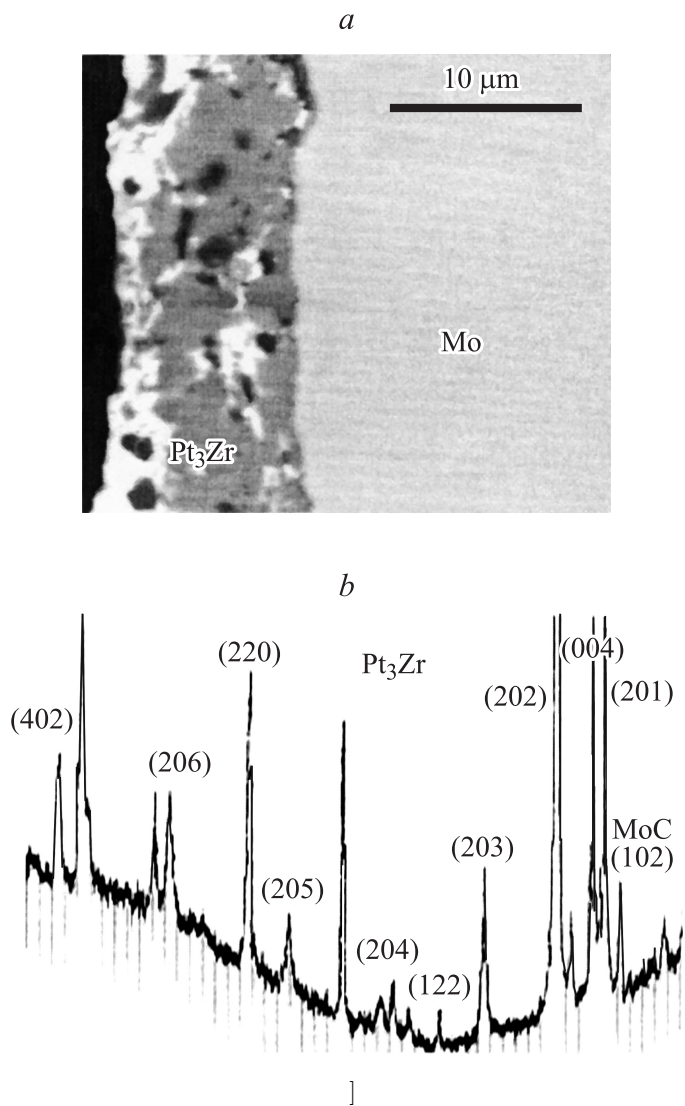 a
10 μm
Mo
Pt₃Zr
b
(220)
Pt₃Zr
(004)
(402)
(202)
(201)
(206)
MoC
(203)
(102)
(205)
(204)
(122)
]